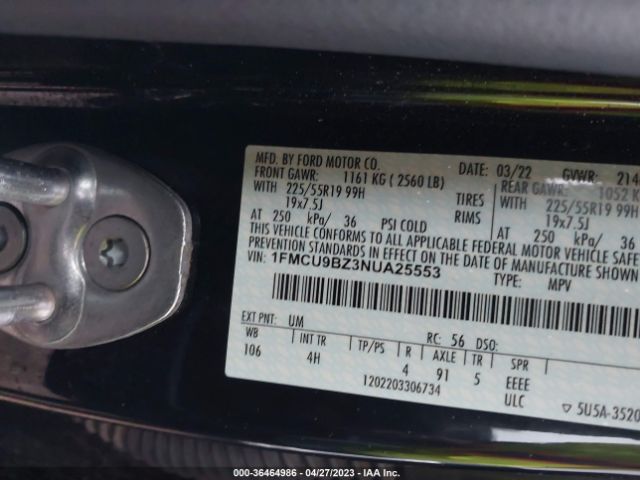 MFD. BY FORD MOTOR CO.
DATE: 03/22 GVWR: 214
FRONT GAWR: 1161 KG ( 2560 LB)
REAR GAWR: 1052 K
WITH 225/55R19 99H TIRES WITH 225/55R19 99H
19x7.5J RIMS 19x7.5J
AT 250 kPa/ 36 PSI COLD AT 250 kPa/ 36
THIS VEHICLE CONFORMS TO ALL APPLICABLE FEDERAL MOTOR VEHICLE SAFE
PREVENTION STANDARDS IN EFFECT ON THE DATE OF MANUFACTURE SHOWN
VIN: 1FMCU9BZ3NUA25553
TYPE: MPV
EXT PNT: UM RC: 56 DSO:
WB INT TR TP/PS R AXLE TR SPR
106 4H 4 91 5 EEEE
1202203306734 ULC
5U5A-3520
000-36464986 - 04/27/2023 - IAA Inc.